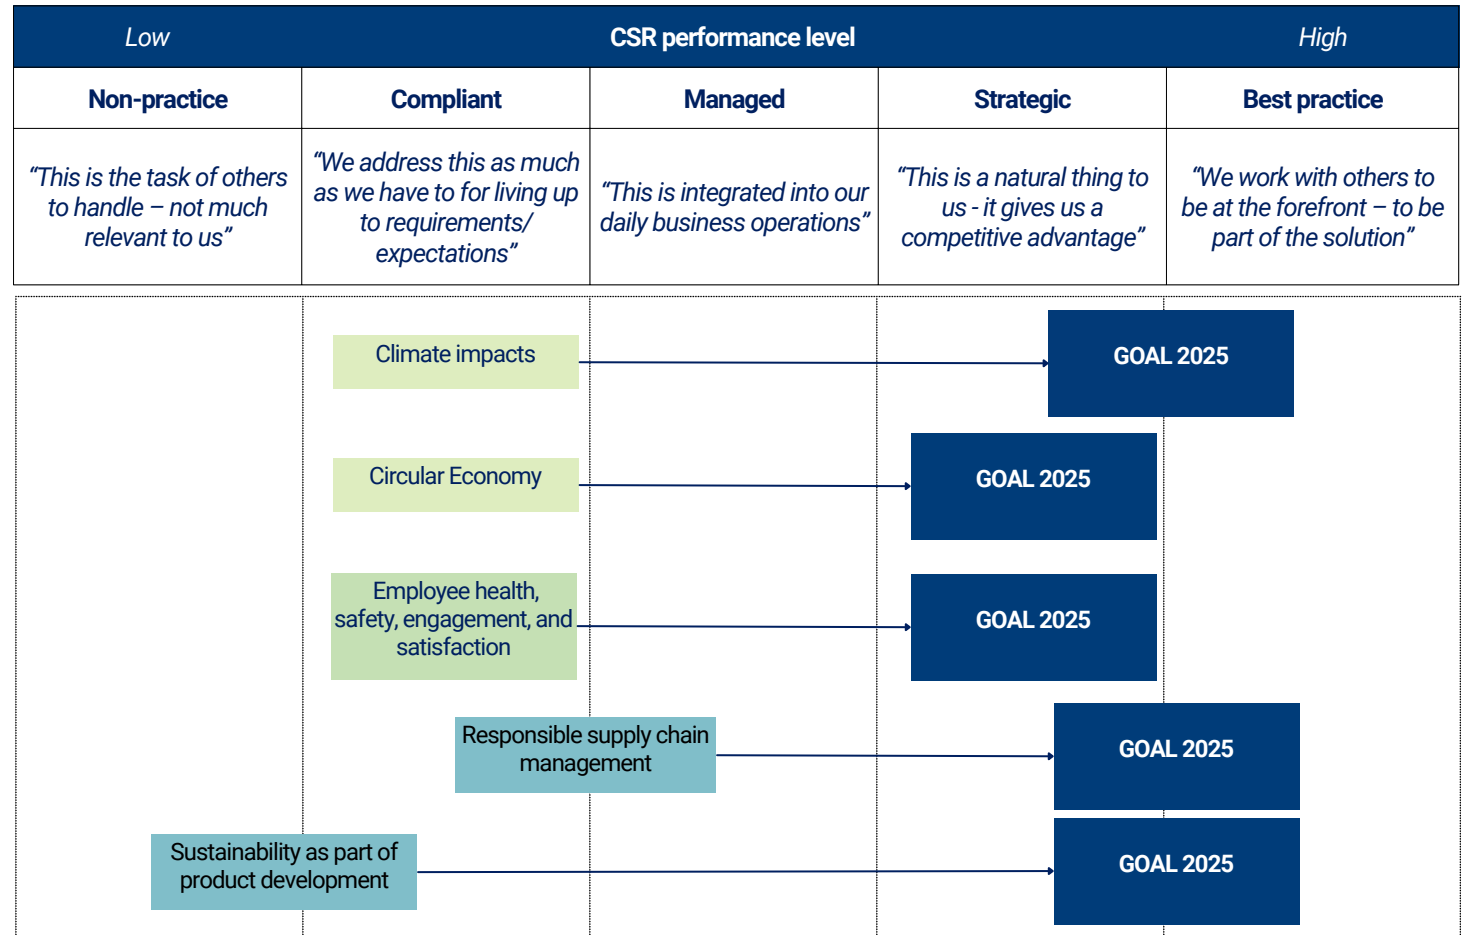 Low CSR performance level High
Non-practice Compliant Managed Strategic Best practice
“This is the task of others
to handle – not much
relevant to us”
“We address this as much
as we have to for living up
to requirements/
expectations”
“This is integrated into our
daily business operations”
“This is a natural thing to
us - it gives us a
competitive advantage”
“We work with others to
be at the forefront – to be
part of the solution”
Climate impacts
GOAL 2025
Circular Economy
GOAL 2025
Employee health,
safety, engagement, and
satisfaction
GOAL 2025
Responsible supply chain
management
GOAL 2025
Sustainability as part of
product development
GOAL 2025